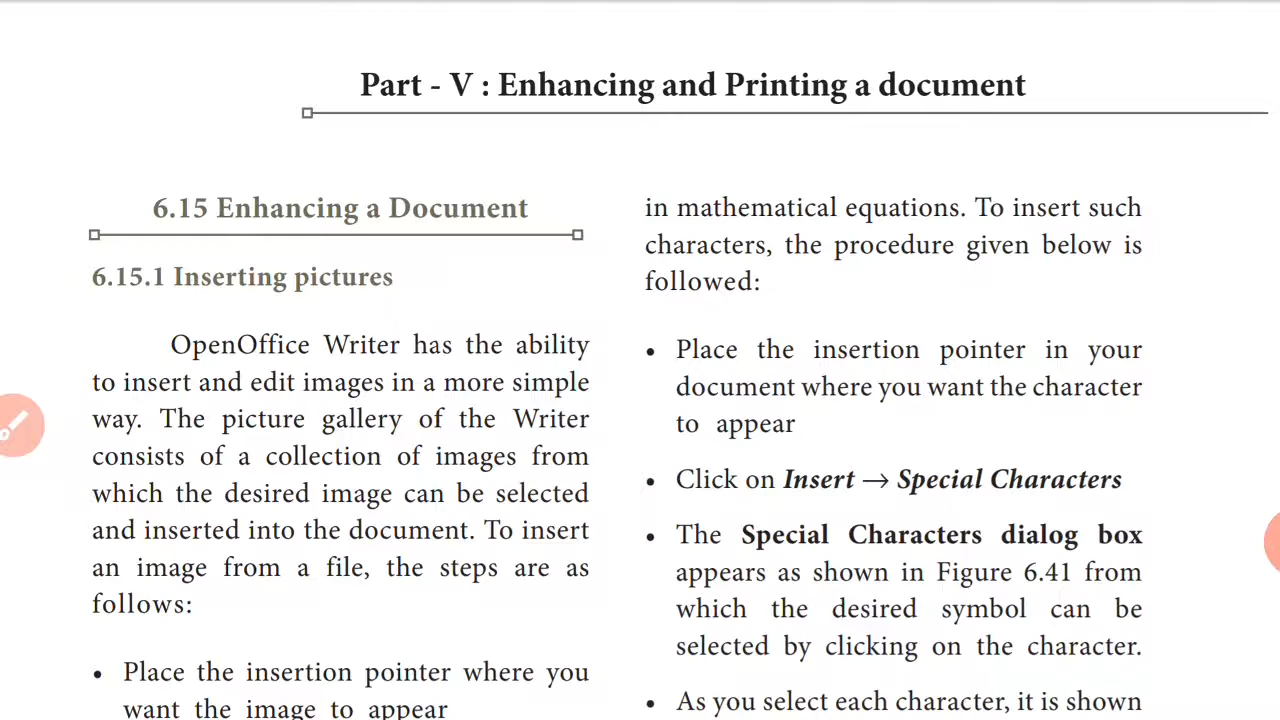 Part - V : Enhancing and Printing a document
6.15 Enhancing a Document
6.15.1 Inserting pictures
OpenOffice Writer has the ability
to insert and edit images in a more simple
way. The picture gallery of the Writer
consists of a collection of images from
which the desired image can be selected
and inserted into the document. To insert
an image from a file, the steps are as
follows:
• Place the insertion pointer where you
want the image to appear
in mathematical equations. To insert such
characters, the procedure given below is
followed:
• Place the insertion pointer in your
document where you want the character
to appear
• Click on Insert → Special Characters
• The Special Characters dialog box
appears as shown in Figure 6.41 from
which the desired symbol can be
selected by clicking on the character.
• As you select each character, it is shown